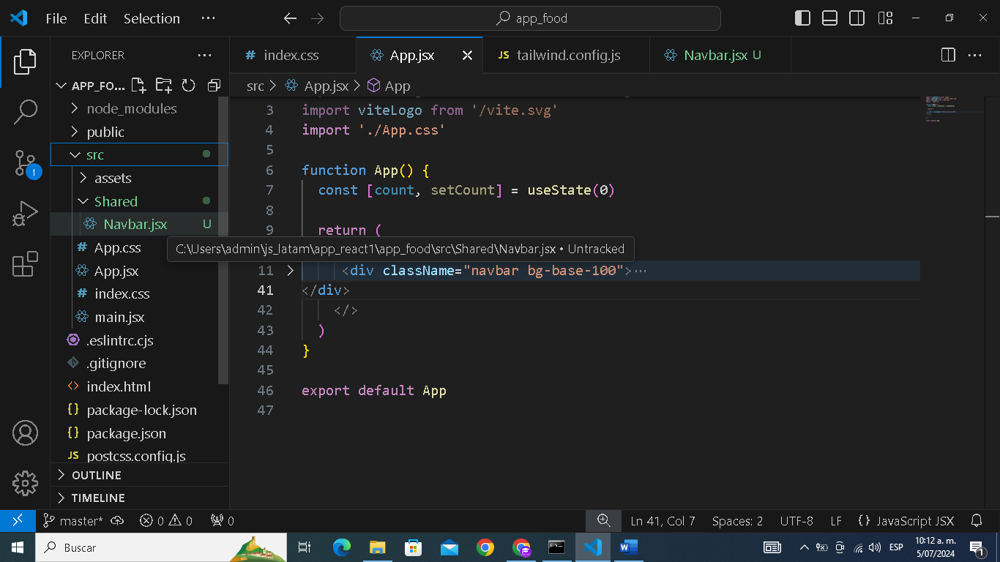 File Edit Selection ··· app_food
EXPLORER ···
index.css App.jsx tailwind.config.js Navbar.jsx U
APP_FO...
src > App.jsx > App
node_modules
public
src
assets
Shared
Navbar.jsx U
App.css
App.jsx
index.css
main.jsx
.eslintrc.cjs
.gitignore
index.html
package-lock.json
package.json
postcss.config.js
OUTLINE
TIMELINE
3 import viteLogo from '/vite.svg'
4 import './App.css'
5
6 function App() {
7 const [count, setCount] = useState(0)
8
9 return (
C:\Users\admin\js_latam\app_react1\app_food\src\Shared\Navbar.jsx • Untracked
11 <div className="navbar bg-base-100">···
41 </div>
42 </>
43 )
44 }
45
46 export default App
47
master* 0 0 0 Ln 41, Col 7 Spaces: 2 UTF-8 LF {} JavaScript JSX
Buscar ESP 10:12 a. m.
5/07/2024 1